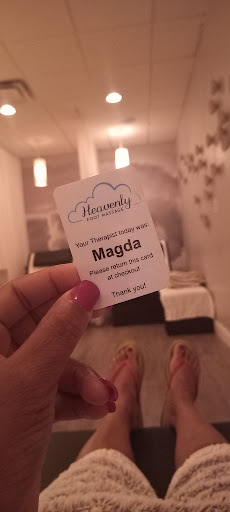 Heavenly
FOOT MASSAGE
Your Therapist today was:
Magda
Please return this card
at checkout
Thank you!